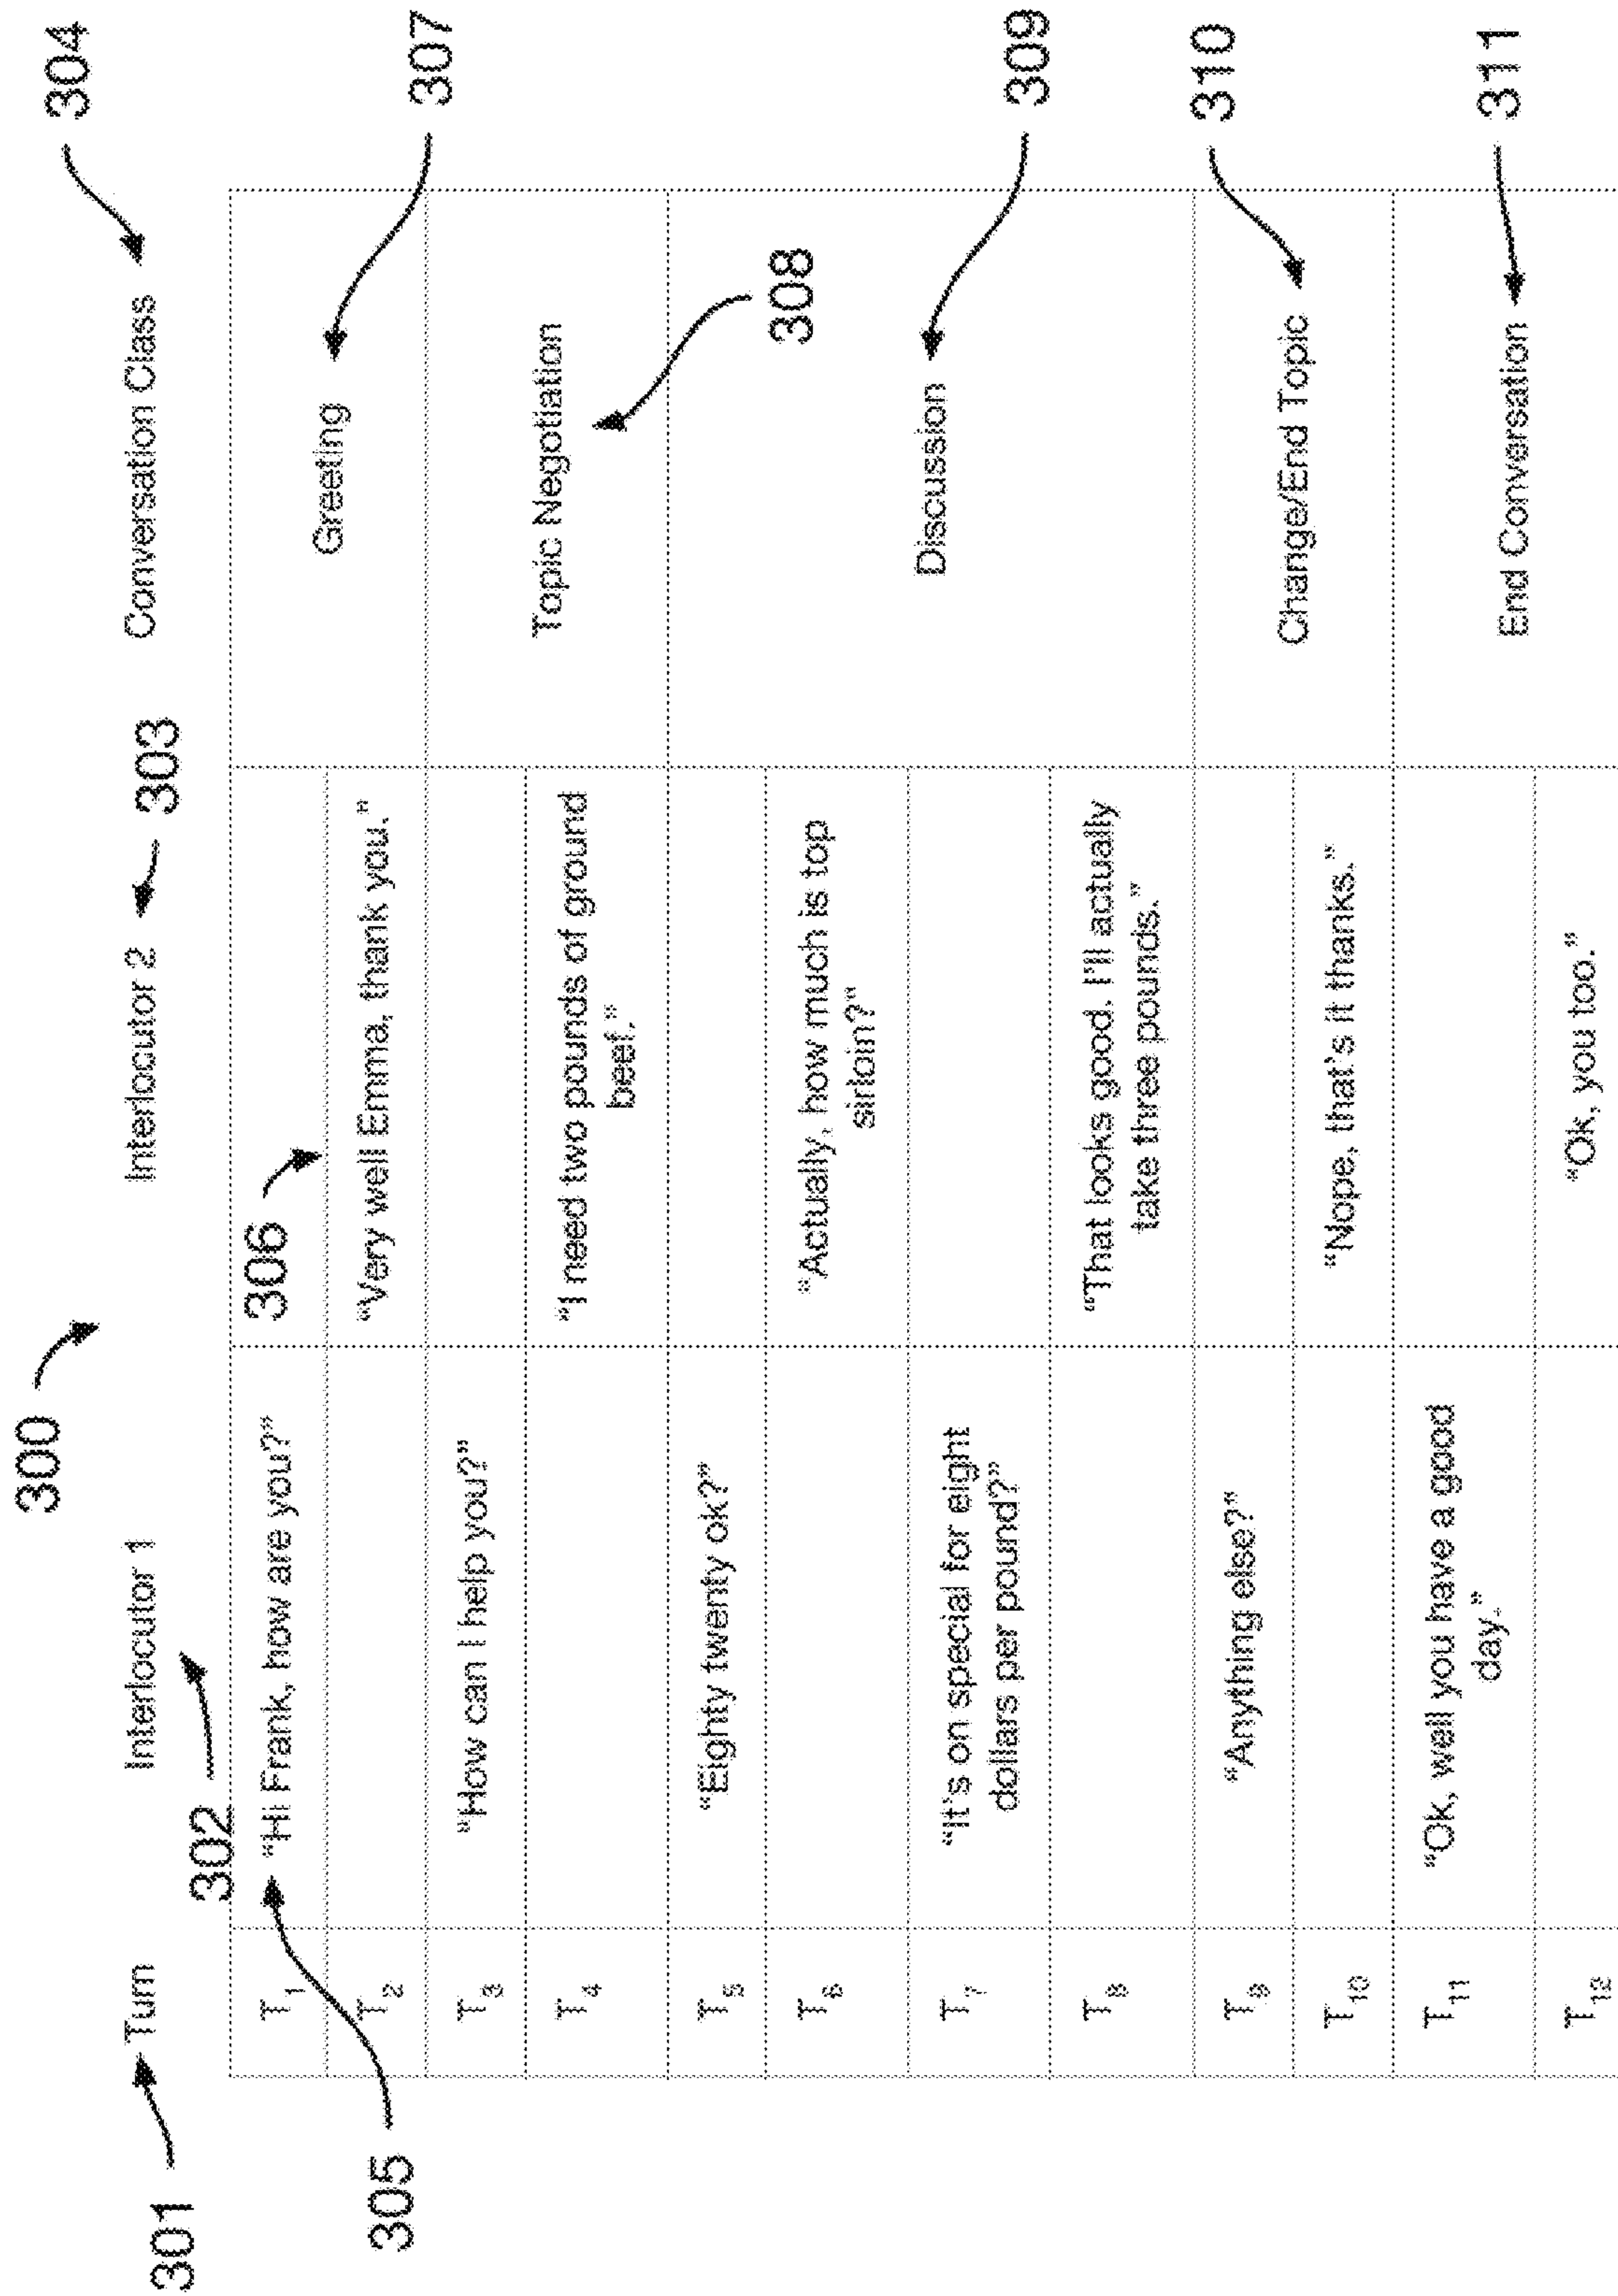 300
301
Turn
302
Interlocutor 1
Interlocutor 2
303
Conversation Class
304
305
T1
“Hi Frank, how are you?”
306
Greeting
307
T2
“Very well Emma, thank you.”
T3
“How can I help you?”
Topic Negotiation
308
T4
“I need two pounds of ground
beef.”
T5
“Eighty twenty ok?”
Discussion
309
T6
“Actually, how much is top
sirloin?”
T7
“It’s on special for eight
dollars per pound?”
T8
“That looks good. I’ll actually
take three pounds.”
T9
“Anything else?”
Change/End Topic
310
T10
“Nope, that’s it thanks.”
T11
“Ok, well you have a good
day.”
End Conversation
311
T12
“Ok, you too.”